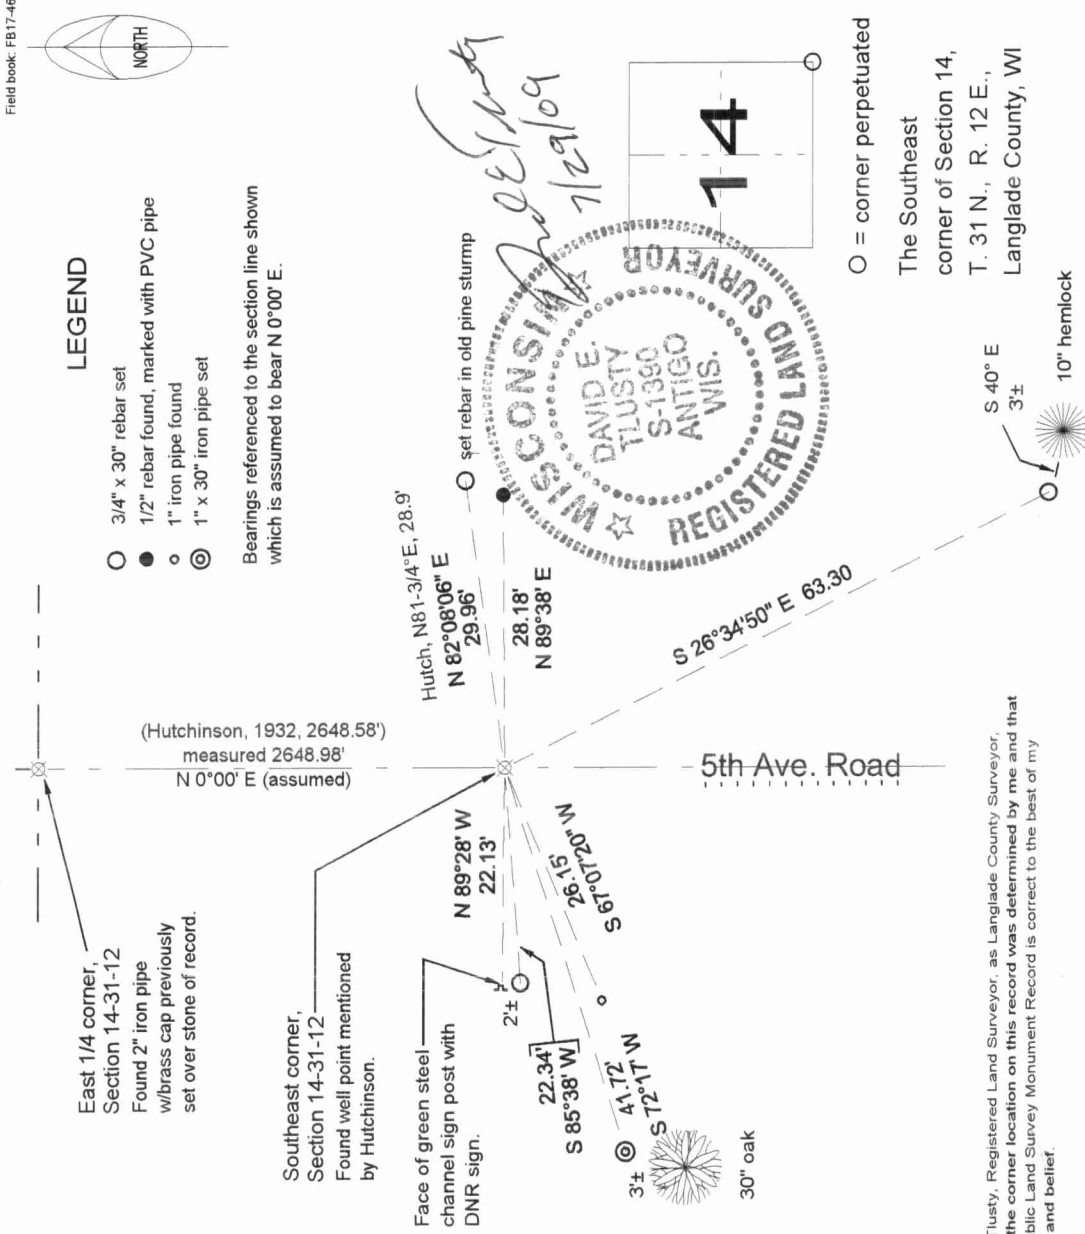 Field book: FB17-46
NORTH
LEGEND
3/4" x 30" rebar set
1/2" rebar found, marked with PVC pipe
1" iron pipe found
1" x 30" iron pipe set
Bearings referenced to the section line shown
which is assumed to bear N 0°00' E.
East 1/4 corner,
Section 14-31-12
Found 2" iron pipe
w/brass cap previously
set over stone of record.
(Hutchinson, 1932, 2648.58')
measured 2648.98'
N 0°00' E (assumed)
Southeast corner,
Section 14-31-12
Found well point mentioned
by Hutchinson.
Hutch, N81-3/4°E, 28.9'
N 82°08'06" E
29.96'
set rebar in old pine sturmp
28.18'
N 89°38' E
7/29/09
WISCONSIN
DAVID E.
TLUSTY
S-1390
ANTIGO
WIS.
REGISTERED LAND SURVEYOR
14
O = corner perpetuated
The Southeast
corner of Section 14,
T. 31 N., R. 12 E.,
Langlade County, WI
Face of green steel
channel sign post with
DNR sign.
N 89°28' W
22.13'
2'±
22.34'
S 85°38' W
26.15'
S 67°07'20" W
41.72'
S 72°17' W
3'±
30" oak
5th Ave. Road
S 26°34'50" E 63.30
S 40° E
3'±
10" hemlock
Tlusty, Registered Land Surveyor, as Langlade County Surveyor,
the corner location on this record was determined by me and that
blic Land Survey Monument Record is correct to the best of my
and belief.